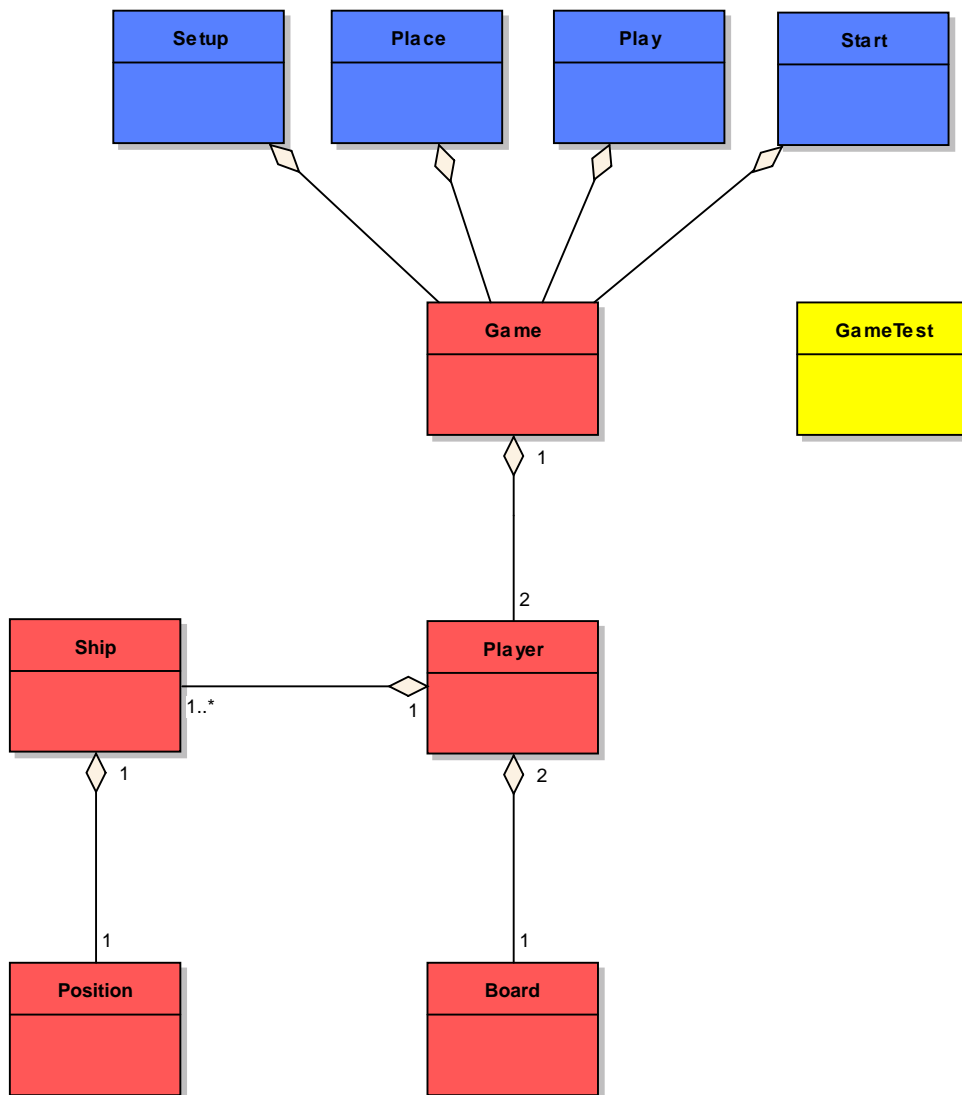 Setup
Place
Play
Start
Game
GameTest
1
2
Ship
Player
1..*
1
1
2
1
1
Position
Board